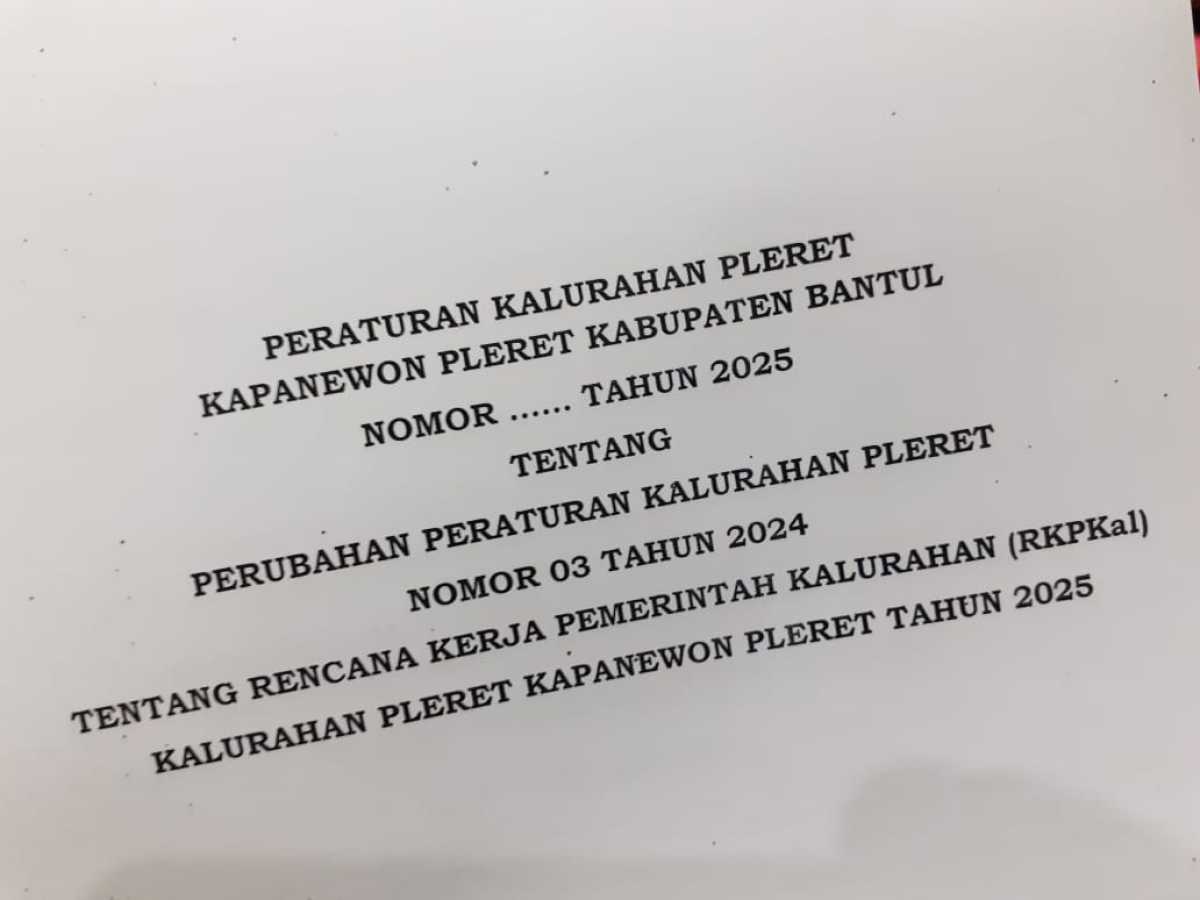 PERATURAN KALURAHAN PLERET
KAPANEWON PLERET KABUPATEN BANTUL
NOMOR ...... TAHUN 2025
TENTANG
PERUBAHAN PERATURAN KALURAHAN PLERET
NOMOR 03 TAHUN 2024
TENTANG RENCANA KERJA PEMERINTAH KALURAHAN (RKPKal)
KALURAHAN PLERET KAPANEWON PLERET TAHUN 2025